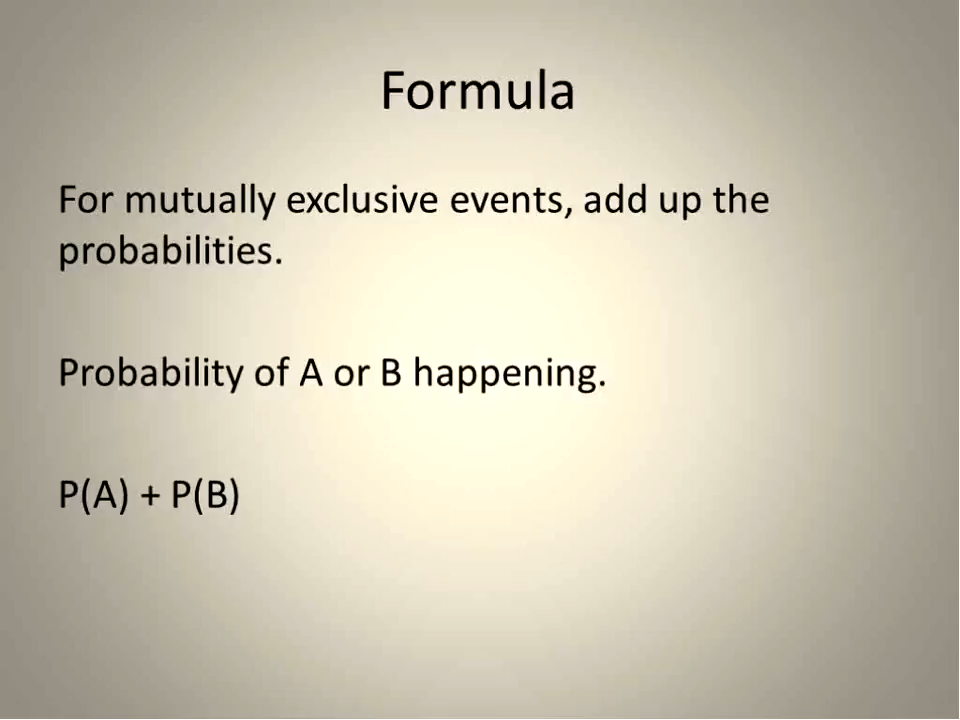 Formula
For mutually exclusive events, add up the
probabilities.
Probability of A or B happening.
P(A) + P(B)